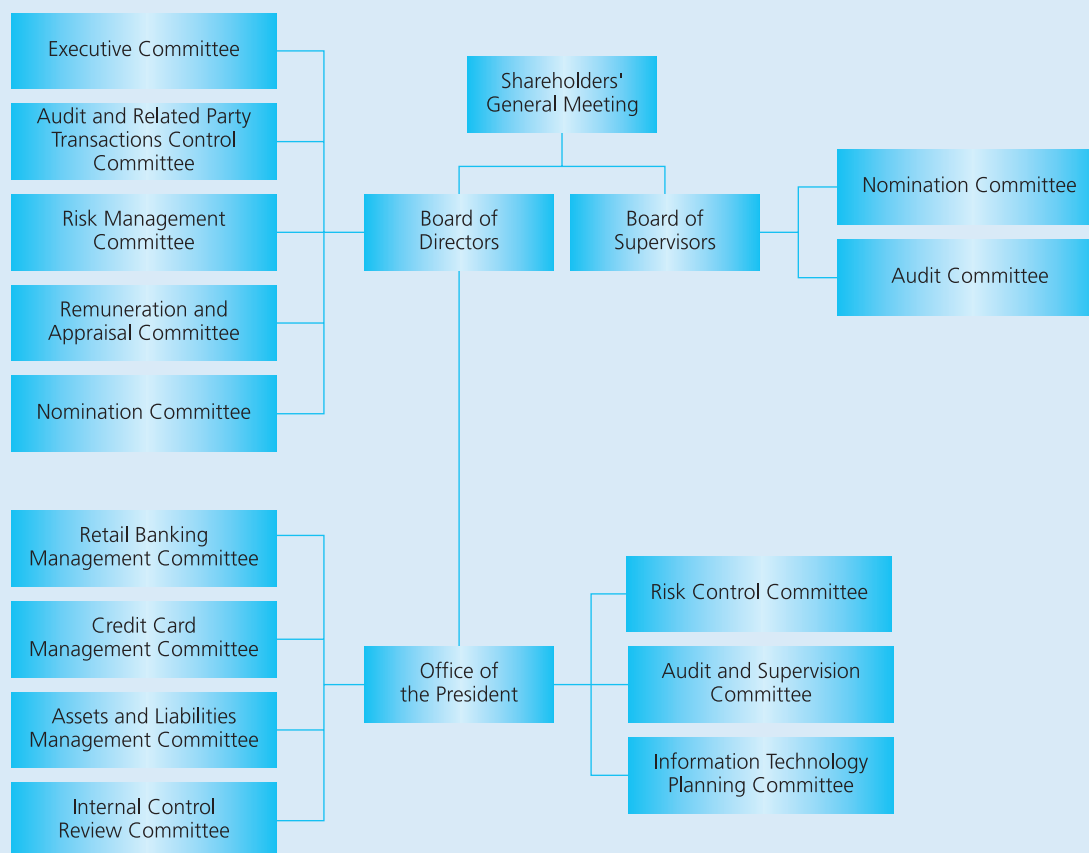 Executive Committee
Audit and Related Party
Transactions Control
Committee
Risk Management
Committee
Remuneration and
Appraisal Committee
Nomination Committee
Shareholders'
General Meeting
Board of
Directors
Board of
Supervisors
Nomination Committee
Audit Committee
Retail Banking
Management Committee
Credit Card
Management Committee
Assets and Liabilities
Management Committee
Internal Control
Review Committee
Office of
the President
Risk Control Committee
Audit and Supervision
Committee
Information Technology
Planning Committee